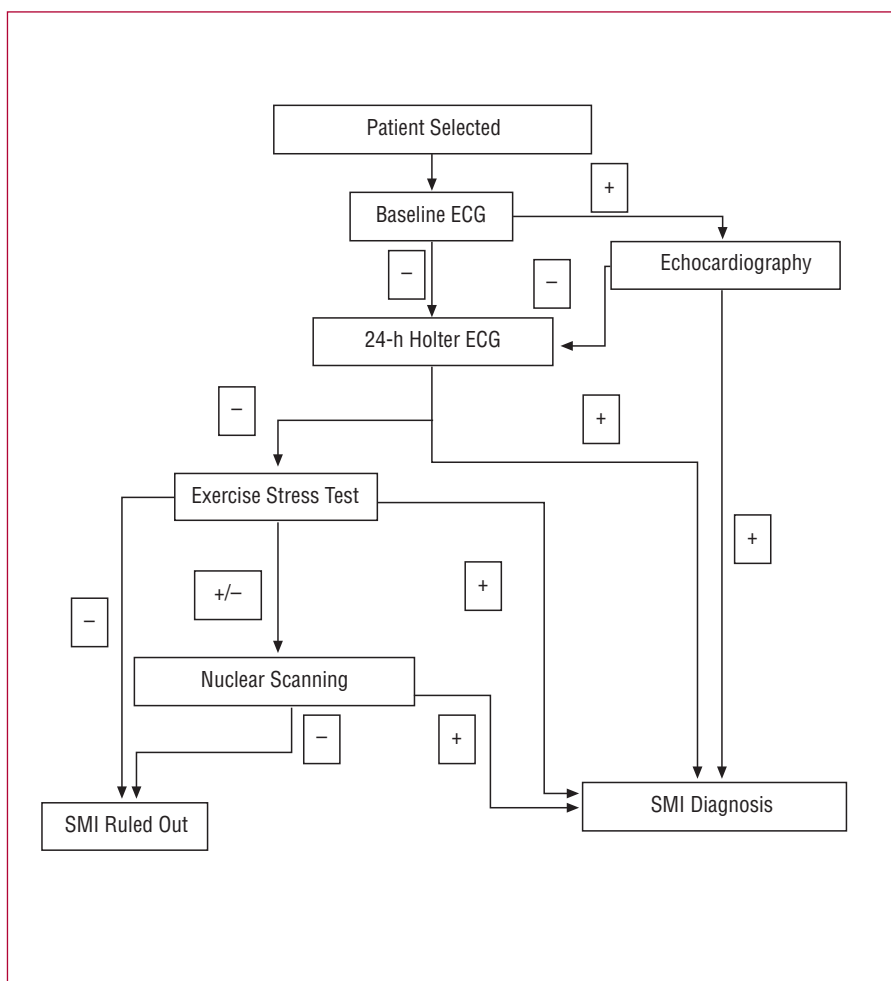 Patient Selected
+
Baseline ECG
Echocardiography
–
–
24-h Holter ECG
–
+
Exercise Stress Test
+
+/–
+
–
Nuclear Scanning
–
+
SMI Diagnosis
SMI Ruled Out